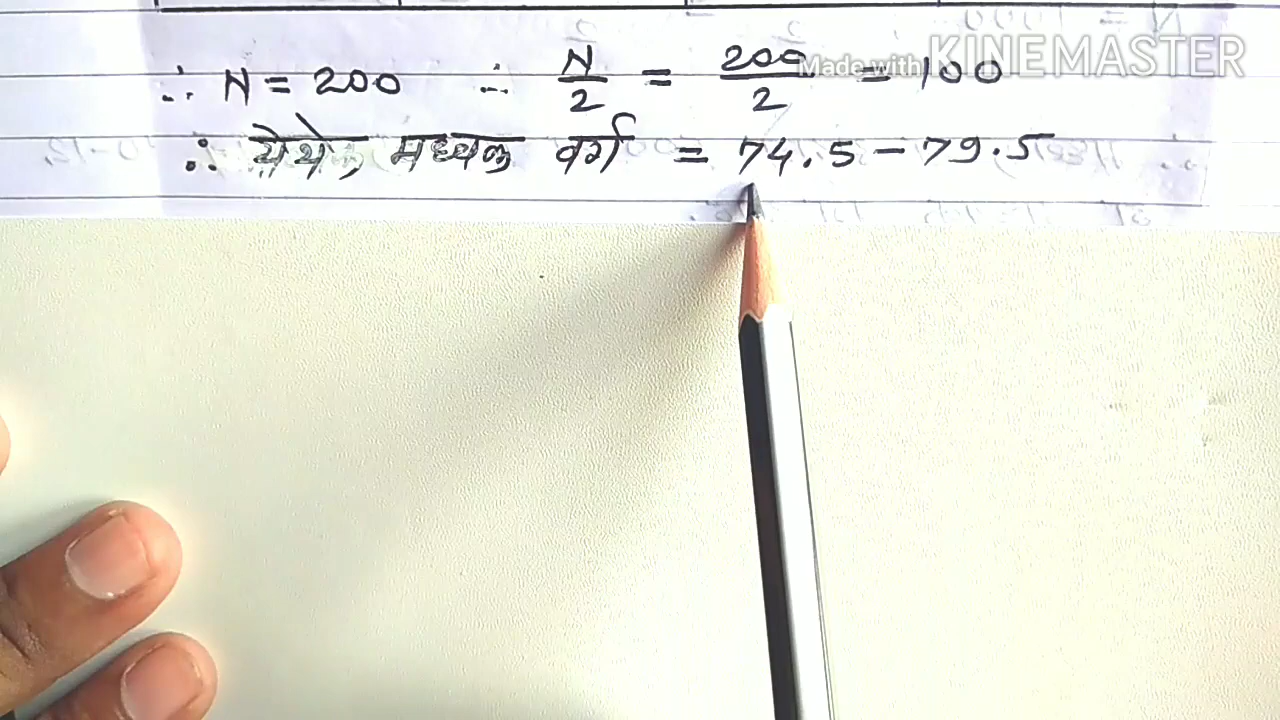 ∴ N = 200 ∴ N/2 = 200/2 = 100
∴ येथे मध्यक वर्ग = 74.5 - 79.5
Made with KINEMASTER